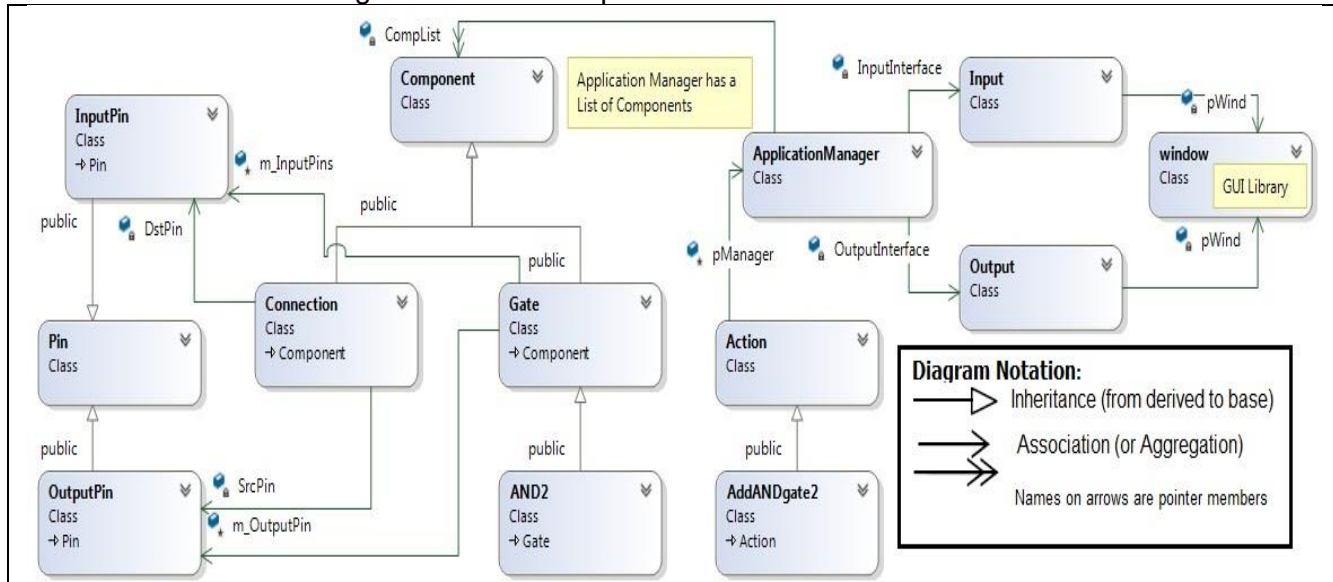 CompList
Component
Class
Application Manager has a
List of Components
InputInterface
Input
Class
pWind
InputPin
Class
Pin
m_InputPins
ApplicationManager
Class
window
Class
GUI Library
public
DstPin
public
public
pManager
OutputInterface
pWind
Output
Class
Connection
Class
Component
Gate
Class
Component
Pin
Class
Action
Class
Diagram Notation:
Inheritance (from derived to base)
Association (or Aggregation)
Names on arrows are pointer members
public
public
public
OutputPin
Class
Pin
SrcPin
m_OutputPin
AND2
Class
Gate
AddANDgate2
Class
Action